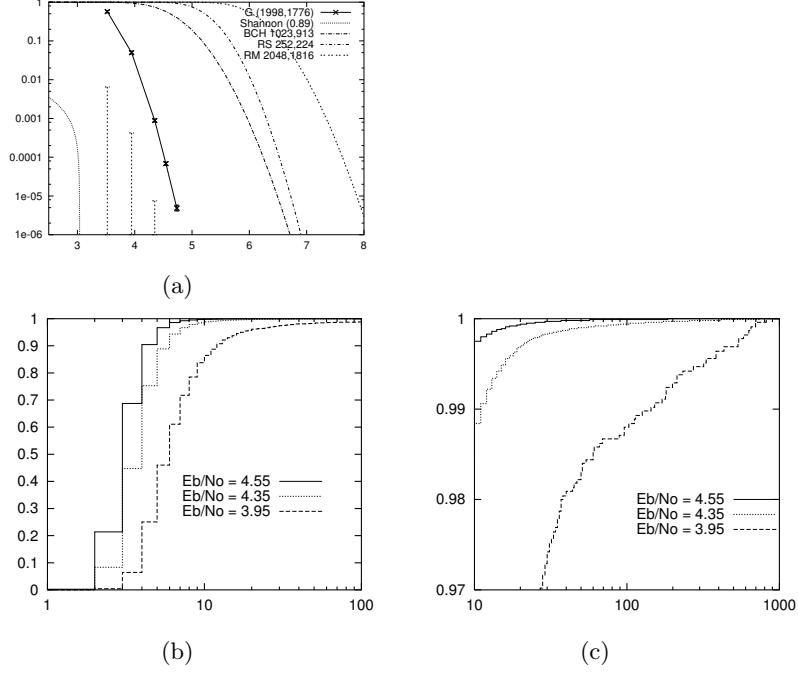 1
0.1
0.01
0.001
0.0001
1e-05
1e-06
3 4 5 6 7 8
G (1998,1776)
Shannon (0.89)
BCH 1023,913
RS 252,224
RM 2048,1816
(a)
1
0.9
0.8
0.7
0.6
0.5
0.4
0.3
0.2
0.1
0
1 10 100
Eb/No = 4.55
Eb/No = 4.35
Eb/No = 3.95
(b)
1
0.99
0.98
0.97
10 100 1000
Eb/No = 4.55
Eb/No = 4.35
Eb/No = 3.95
(c)